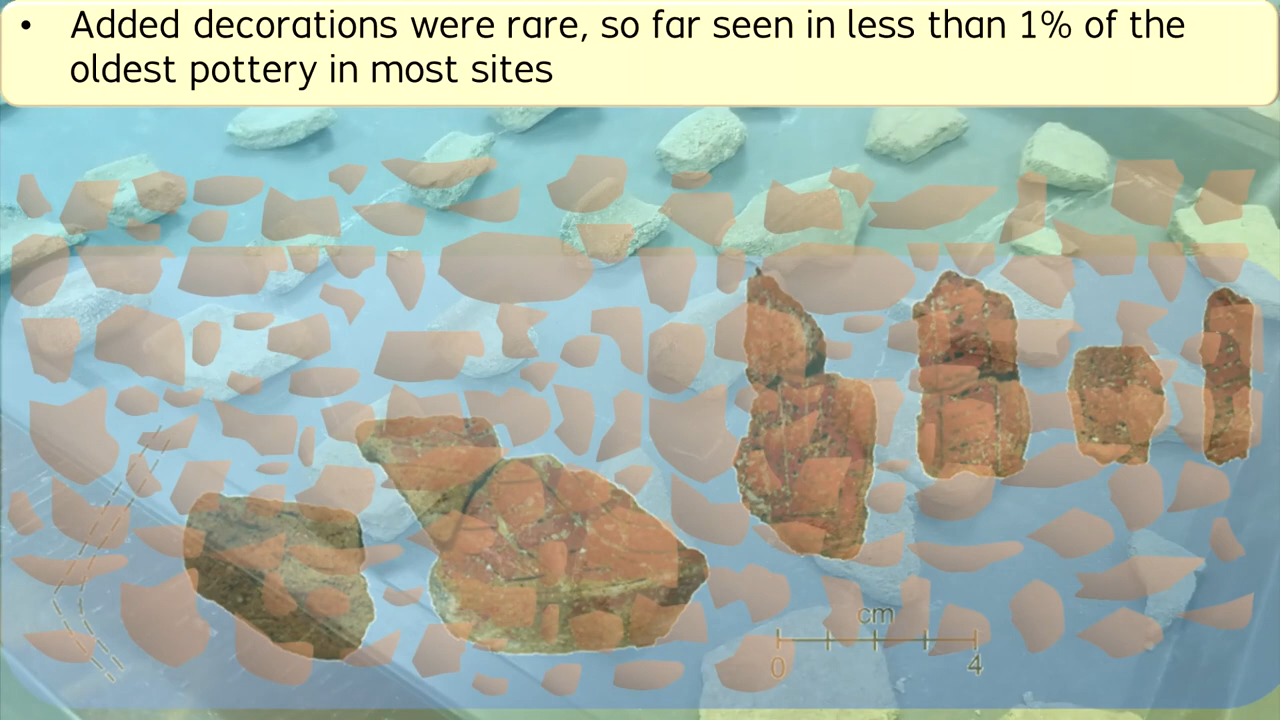 • Added decorations were rare, so far seen in less than 1% of the
oldest pottery in most sites
cm
0 4